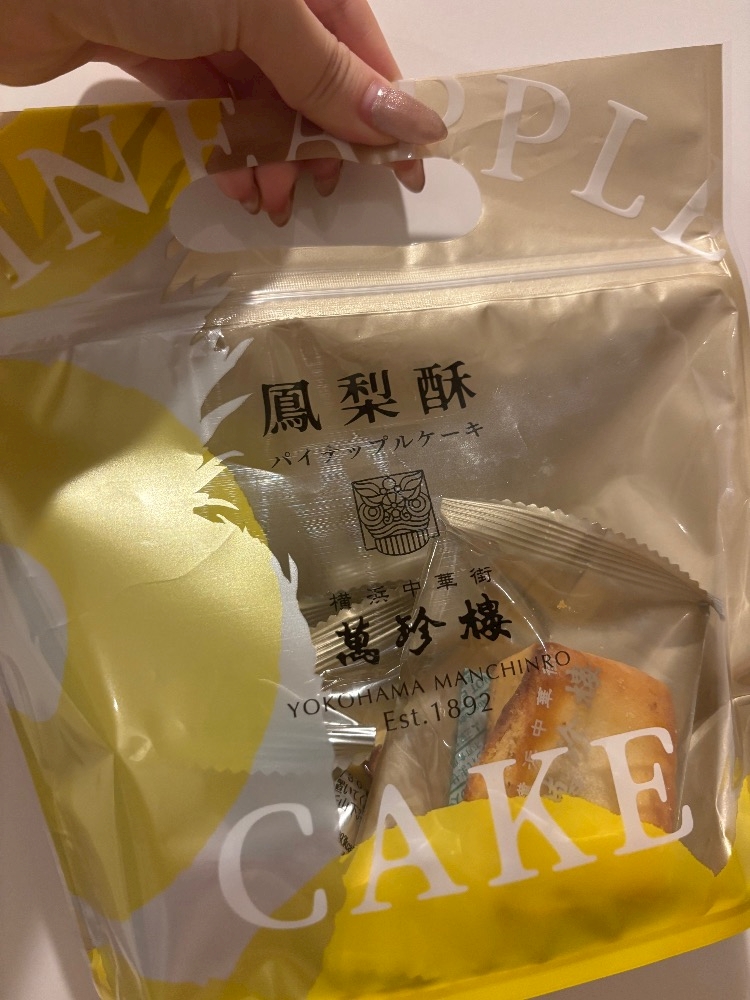 INEAPPLA
鳳梨酥
パイナップルケーキ
横浜中華街
萬珍樓
YOKOHAMA MANCHINRO
Est.1892
CAKE